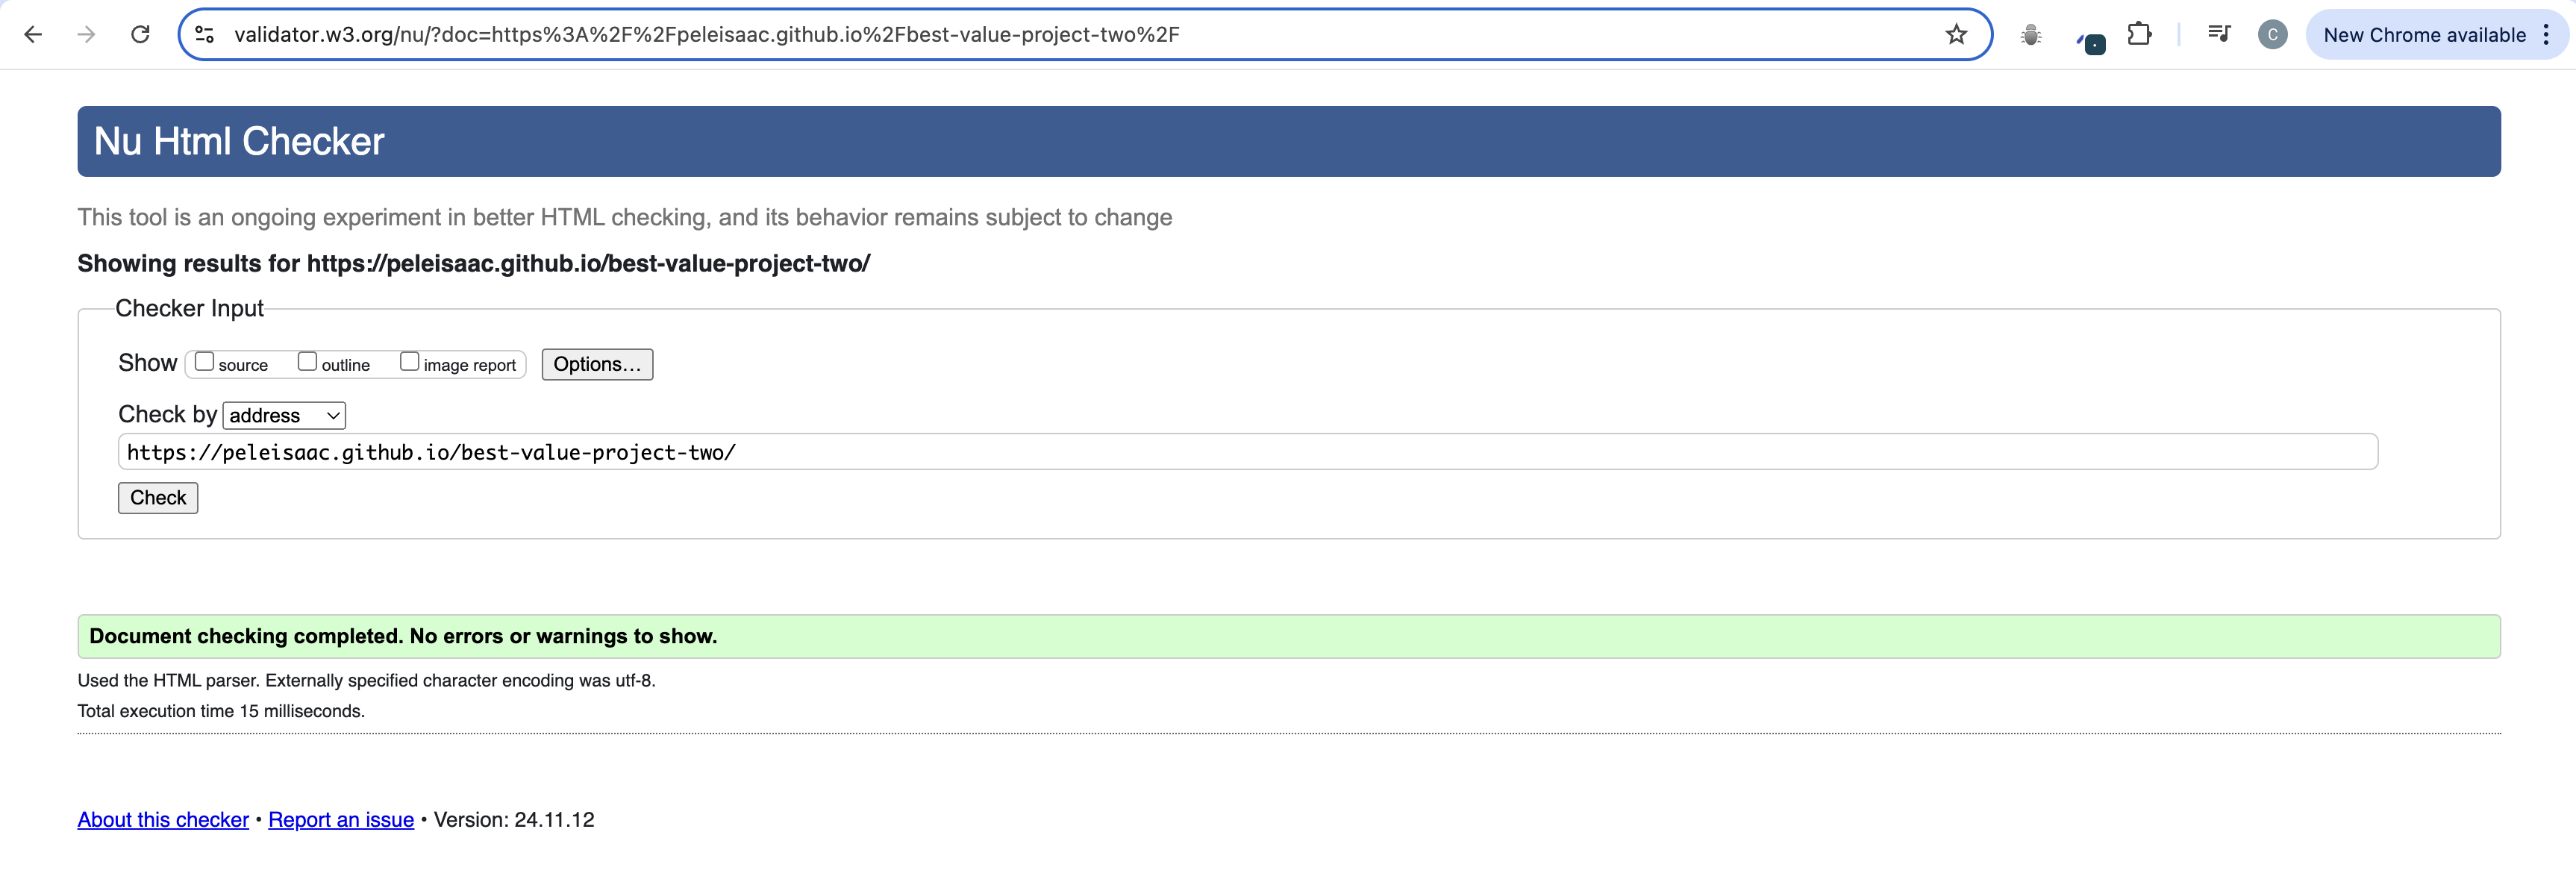 validator.w3.org/nu/?doc=https%3A%2F%2Fpeleisaac.github.io%2Fbest-value-project-two%2F
C
New Chrome available
Nu Html Checker
This tool is an ongoing experiment in better HTML checking, and its behavior remains subject to change
Showing results for https://peleisaac.github.io/best-value-project-two/
Checker Input
Show source outline image report Options...
Check by address
https://peleisaac.github.io/best-value-project-two/
Check
Document checking completed. No errors or warnings to show.
Used the HTML parser. Externally specified character encoding was utf-8.
Total execution time 15 milliseconds.
About this checker • Report an issue • Version: 24.11.12